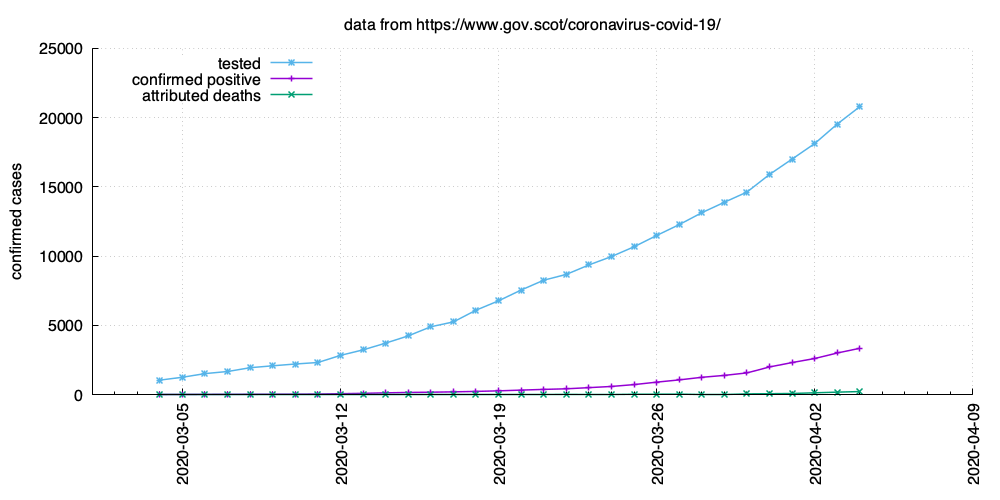 data from https://www.gov.scot/coronavirus-covid-19/
25000
20000
15000
10000
5000
0
confirmed cases
tested
confirmed positive
attributed deaths
2020-03-05
2020-03-12
2020-03-19
2020-03-26
2020-04-02
2020-04-09